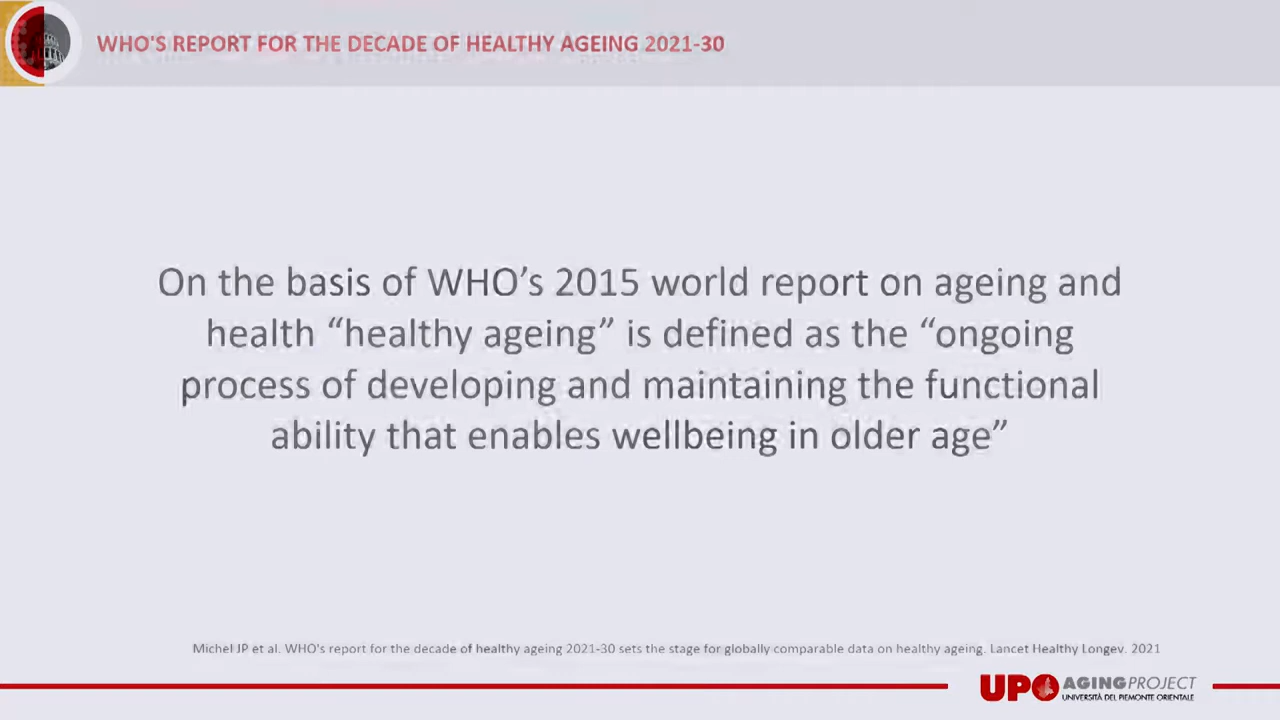 WHO'S REPORT FOR THE DECADE OF HEALTHY AGEING 2021-30
On the basis of WHO’s 2015 world report on ageing and
health “healthy ageing” is defined as the “ongoing
process of developing and maintaining the functional
ability that enables wellbeing in older age”
Michel JP et al. WHO's report for the decade of healthy ageing 2021-30 sets the stage for globally comparable data on healthy ageing. Lancet Healthy Longev. 2021
UPO AGINGPROJECT
UNIVERSITÀ DEL PIEMONTE ORIENTALE